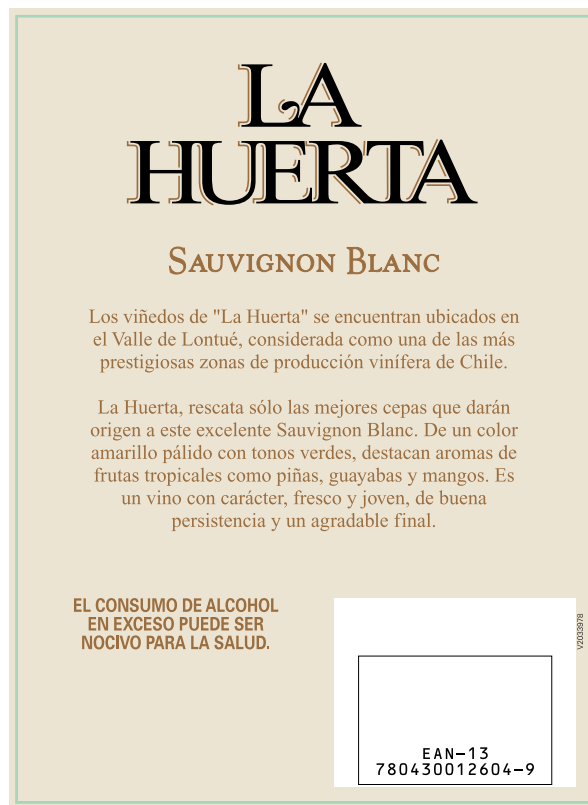 LA
HUERTA
SAUVIGNON BLANC
Los viñedos de "La Huerta" se encuentran ubicados en
el Valle de Lontué, considerada como una de las más
prestigiosas zonas de producción vinífera de Chile.
La Huerta, rescata sólo las mejores cepas que darán
origen a este excelente Sauvignon Blanc. De un color
amarillo pálido con tonos verdes, destacan aromas de
frutas tropicales como piñas, guayabas y mangos. Es
un vino con carácter, fresco y joven, de buena
persistencia y un agradable final.
EL CONSUMO DE ALCOHOL
EN EXCESO PUEDE SER
NOCIVO PARA LA SALUD.
V2033978
EAN-13
780430012604-9